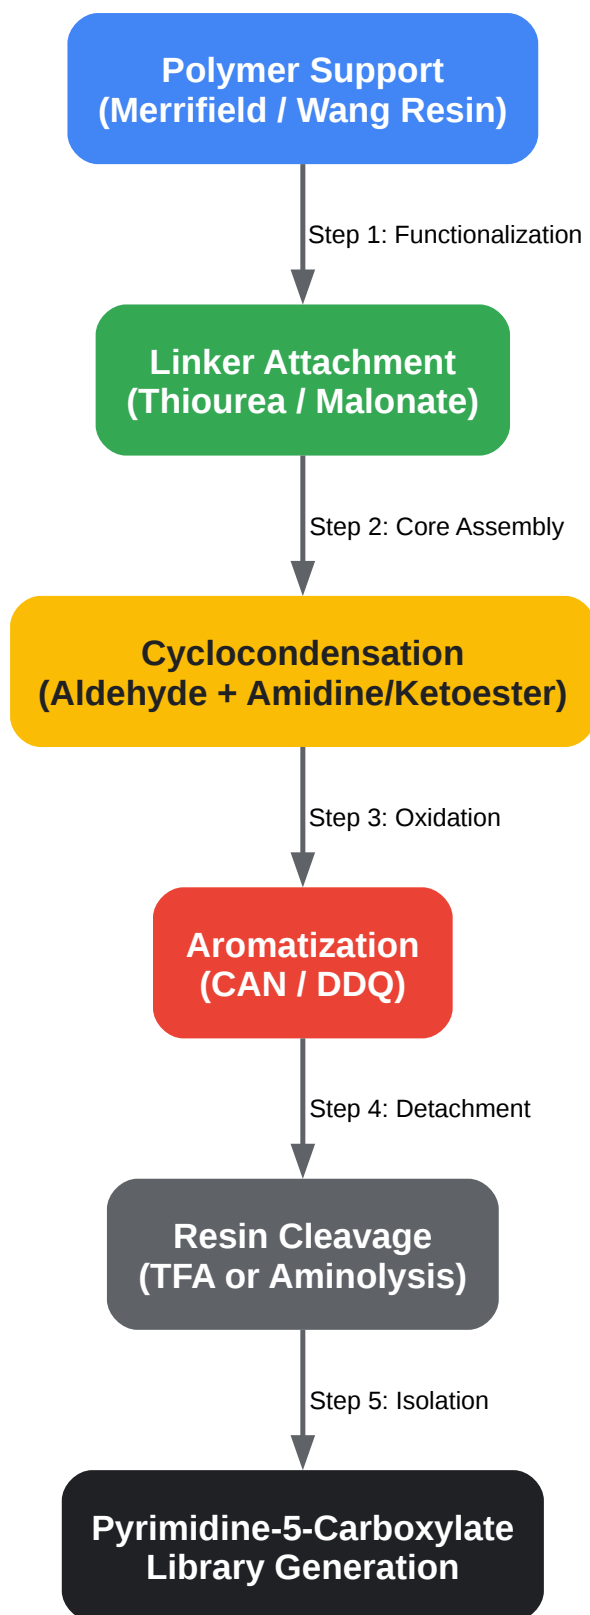 Polymer Support
(Merrifield / Wang Resin)
Step 1: Functionalization
Linker Attachment
(Thiourea / Malonate)
Step 2: Core Assembly
Cyclocondensation
(Aldehyde + Amidine/Ketoester)
Step 3: Oxidation
Aromatization
(CAN / DDQ)
Step 4: Detachment
Resin Cleavage
(TFA or Aminolysis)
Step 5: Isolation
Pyrimidine-5-Carboxylate
Library Generation